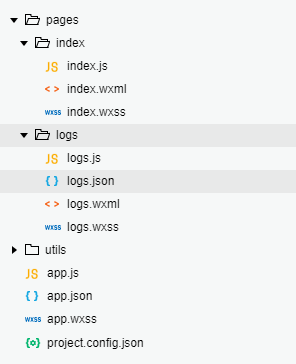 pages
index
JS index.js
< > index.wxml
wxss index.wxss
logs
JS logs.js
{ } logs.json
< > logs.wxml
wxss logs.wxss
utils
JS app.js
{ } app.json
wxss app.wxss
{o} project.config.json